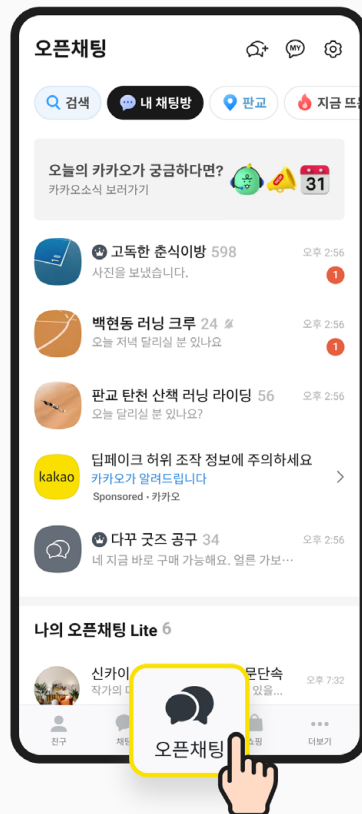 오픈채팅
MY
검색
내 채팅방
판교
지금
오늘의 카카오가 궁금하다면?
카카오소식 보러가기
31
고독한 춘식이방 598
오후 2:56
사진을 보냈습니다.
1
백현동 러닝 크루 24
오후 2:56
오늘 저녁 달리실 분 있나요
1
판교 탄천 산책 러닝 라이딩 56
오후 2:56
오늘 달리실 분 있나요?
kakao
딥페이크 허위 조작 정보에 주의하세요
카카오가 알려드립니다
Sponsored · 카카오
다꾸 굿즈 공구 34
오후 2:56
네 지금 바로 구매 가능해요. 얼른 가보…
나의 오픈채팅 Lite 6
신카이
문단속
오후 7:32
작가의
있을...
친구
오픈채팅
더보기